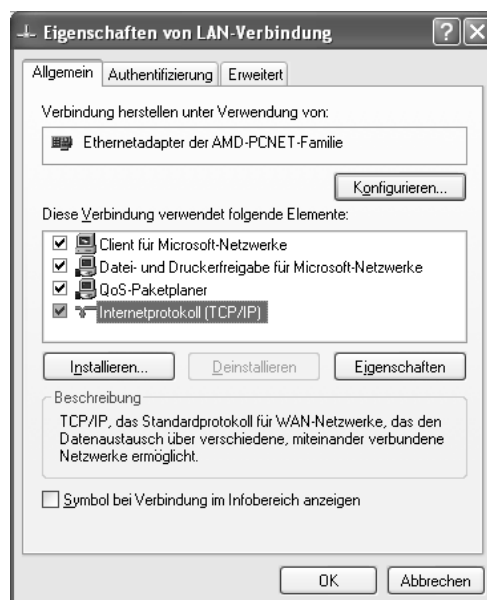 Eigenschaften von LAN-Verbindung
Allgemein Authentifizierung Erweitert
Verbindung herstellen unter Verwendung von:
Ethernetadapter der AMD-PCNET-Familie
Konfigurieren...
Diese Verbindung verwendet folgende Elemente:
Client für Microsoft-Netzwerke
Datei- und Druckerfreigabe für Microsoft-Netzwerke
QoS-Paketplaner
Internetprotokoll (TCP/IP)
Installieren... Deinstallieren Eigenschaften
Beschreibung
TCP/IP, das Standardprotokoll für WAN-Netzwerke, das den
Datenaustausch über verschiedene, miteinander verbundene
Netzwerke ermöglicht.
Symbol bei Verbindung im Infobereich anzeigen
OK Abbrechen